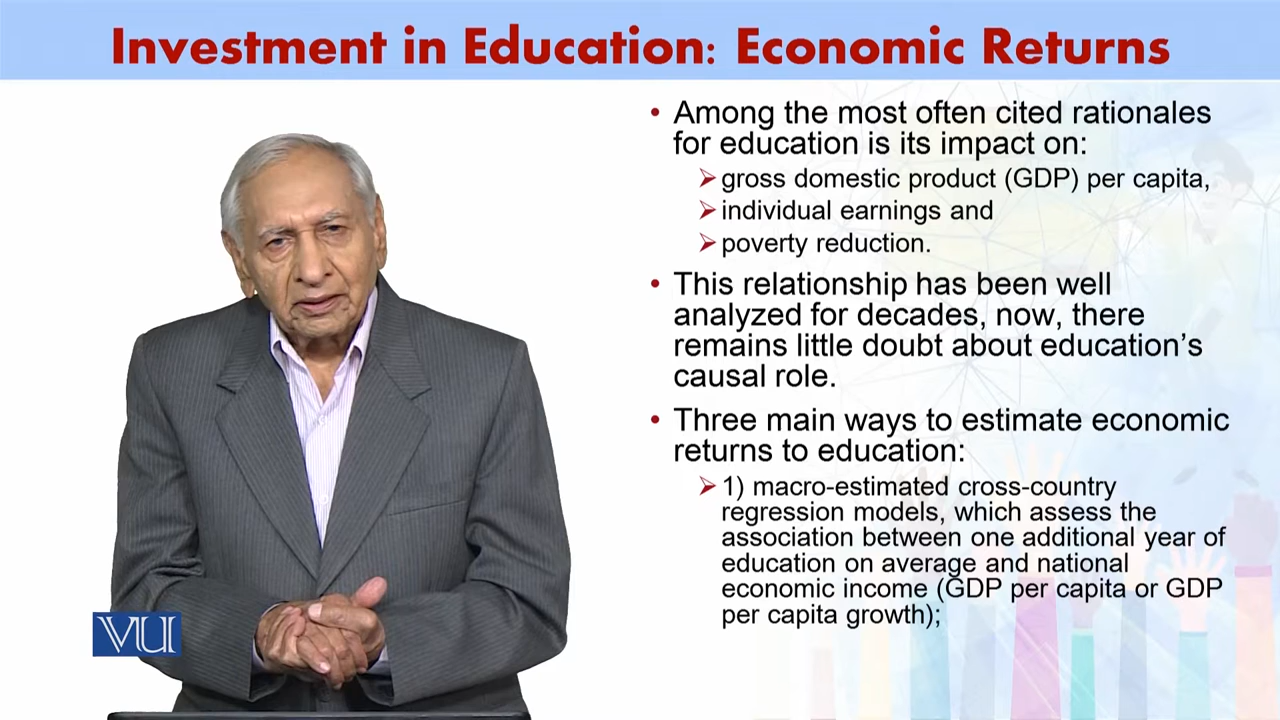 Investment in Education: Economic Returns
• Among the most often cited rationales
for education is its impact on:
➢ gross domestic product (GDP) per capita,
➢ individual earnings and
➢ poverty reduction.
• This relationship has been well
analyzed for decades, now, there
remains little doubt about education’s
causal role.
• Three main ways to estimate economic
returns to education:
➢ 1) macro-estimated cross-country
regression models, which assess the
association between one additional year of
education on average and national
economic income (GDP per capita or GDP
per capita growth);
VU